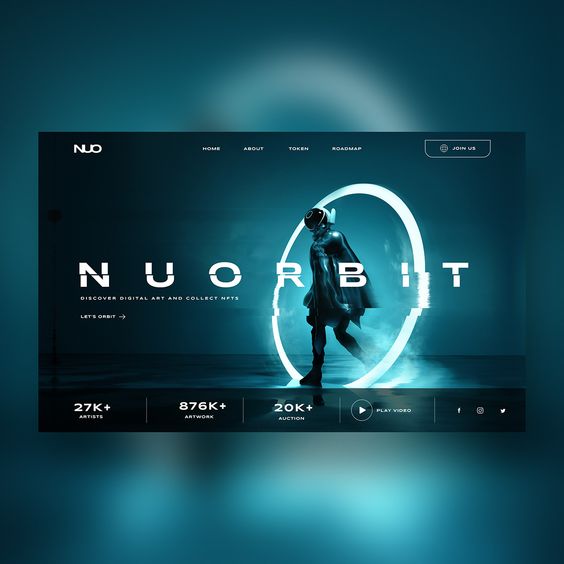 NUO
HOME ABOUT TOKEN ROADMAP
JOIN US
NUORBIT
DISCOVER DIGITAL ART AND COLLECT NFTS
LET'S ORBIT
27K+
ARTISTS
876K+
ARTWORK
20K+
AUCTION
PLAY VIDEO